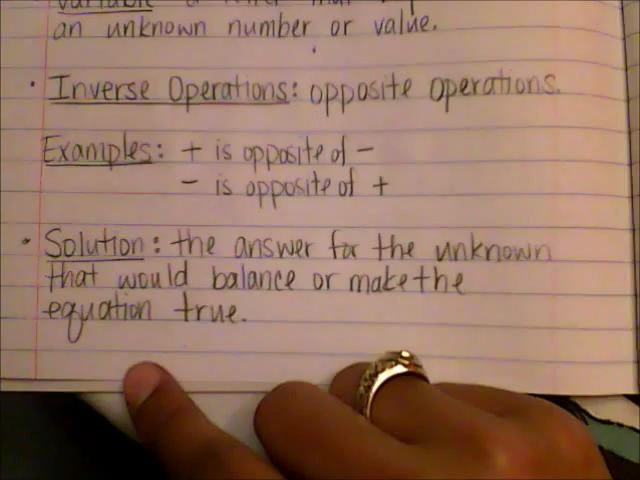 variable
an unknown number or value.
• Inverse Operations: opposite operations.
Examples: + is opposite of -
- is opposite of +
• Solution: the answer for the unknown
that would balance or make the
equation true.